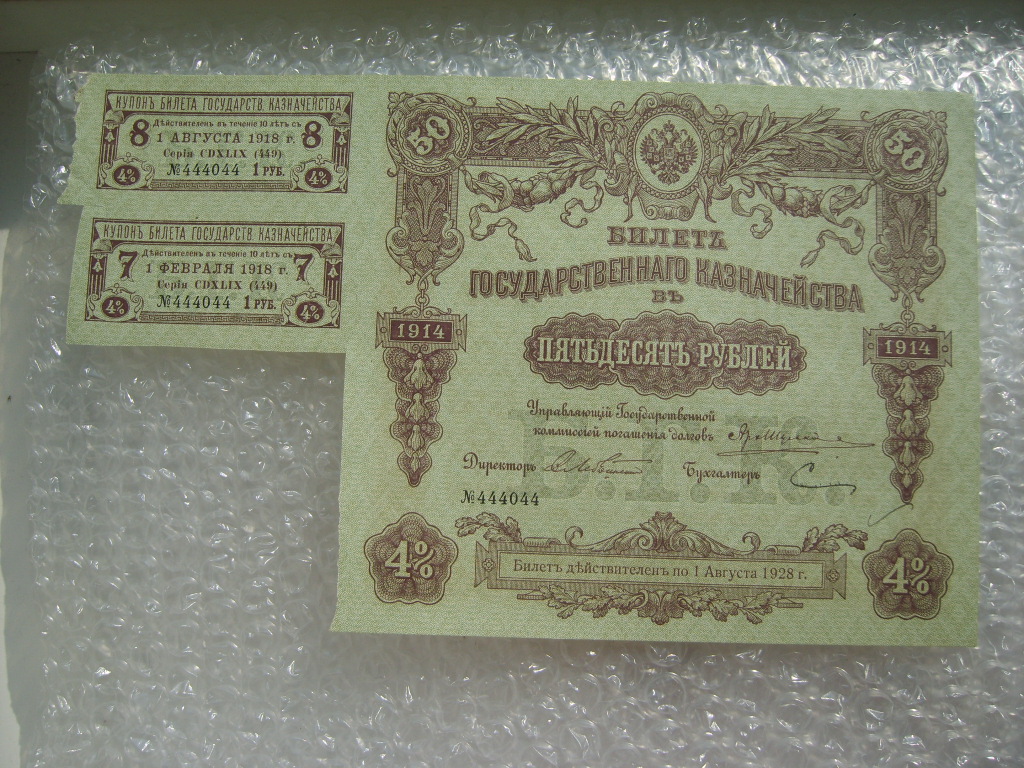 КУПОНЪ БИЛЕТА ГОСУДАРСТВ. КАЗНАЧЕЙСТВА
Дѣйствителенъ въ теченіе 10 лѣтъ съ
8 1 АВГУСТА 1918 г. 8
Серія CDXLIX (449)
№444044 1 РУБ.
4% 4%
КУПОНЪ БИЛЕТА ГОСУДАРСТВ. КАЗНАЧЕЙСТВА
Дѣйствителенъ въ теченіе 10 лѣтъ съ
7 1 ФЕВРАЛЯ 1918 г. 7
Серія CDXLIX (449)
№444044 1 РУБ.
4% 4%
50 50
БИЛЕТЪ
ГОСУДАРСТВЕННАГО КАЗНАЧЕЙСТВА
ВЪ
1914 1914
ПЯТЬДЕСЯТЪ РУБЛЕЙ
Управляющій Государственной
коммиссіей погашенія долговъ
Директоръ Бухгалтеръ
Б.Г.К.
№444044
4% 4%
Билетъ дѣйствителенъ по 1 Августа 1928 г.